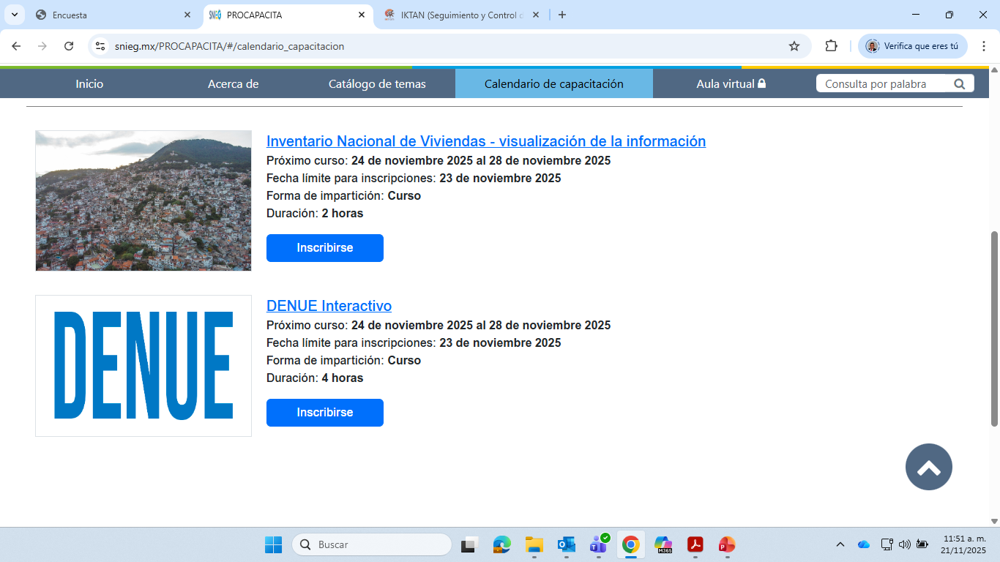 Encuesta
PROCAPACITA
IKTAN (Seguimiento y Control
snieg.mx/PROCAPACITA/#/calendario_capacitacion
Verifica que eres tú
Inicio
Acerca de
Catálogo de temas
Calendario de capacitación
Aula virtual
Consulta por palabra
Inventario Nacional de Viviendas - visualización de la información
Próximo curso: 24 de noviembre 2025 al 28 de noviembre 2025
Fecha límite para inscripciones: 23 de noviembre 2025
Forma de impartición: Curso
Duración: 2 horas
Inscribirse
DENUE
DENUE Interactivo
Próximo curso: 24 de noviembre 2025 al 28 de noviembre 2025
Fecha límite para inscripciones: 23 de noviembre 2025
Forma de impartición: Curso
Duración: 4 horas
Inscribirse
Buscar
M365
11:51 a. m.
21/11/2025